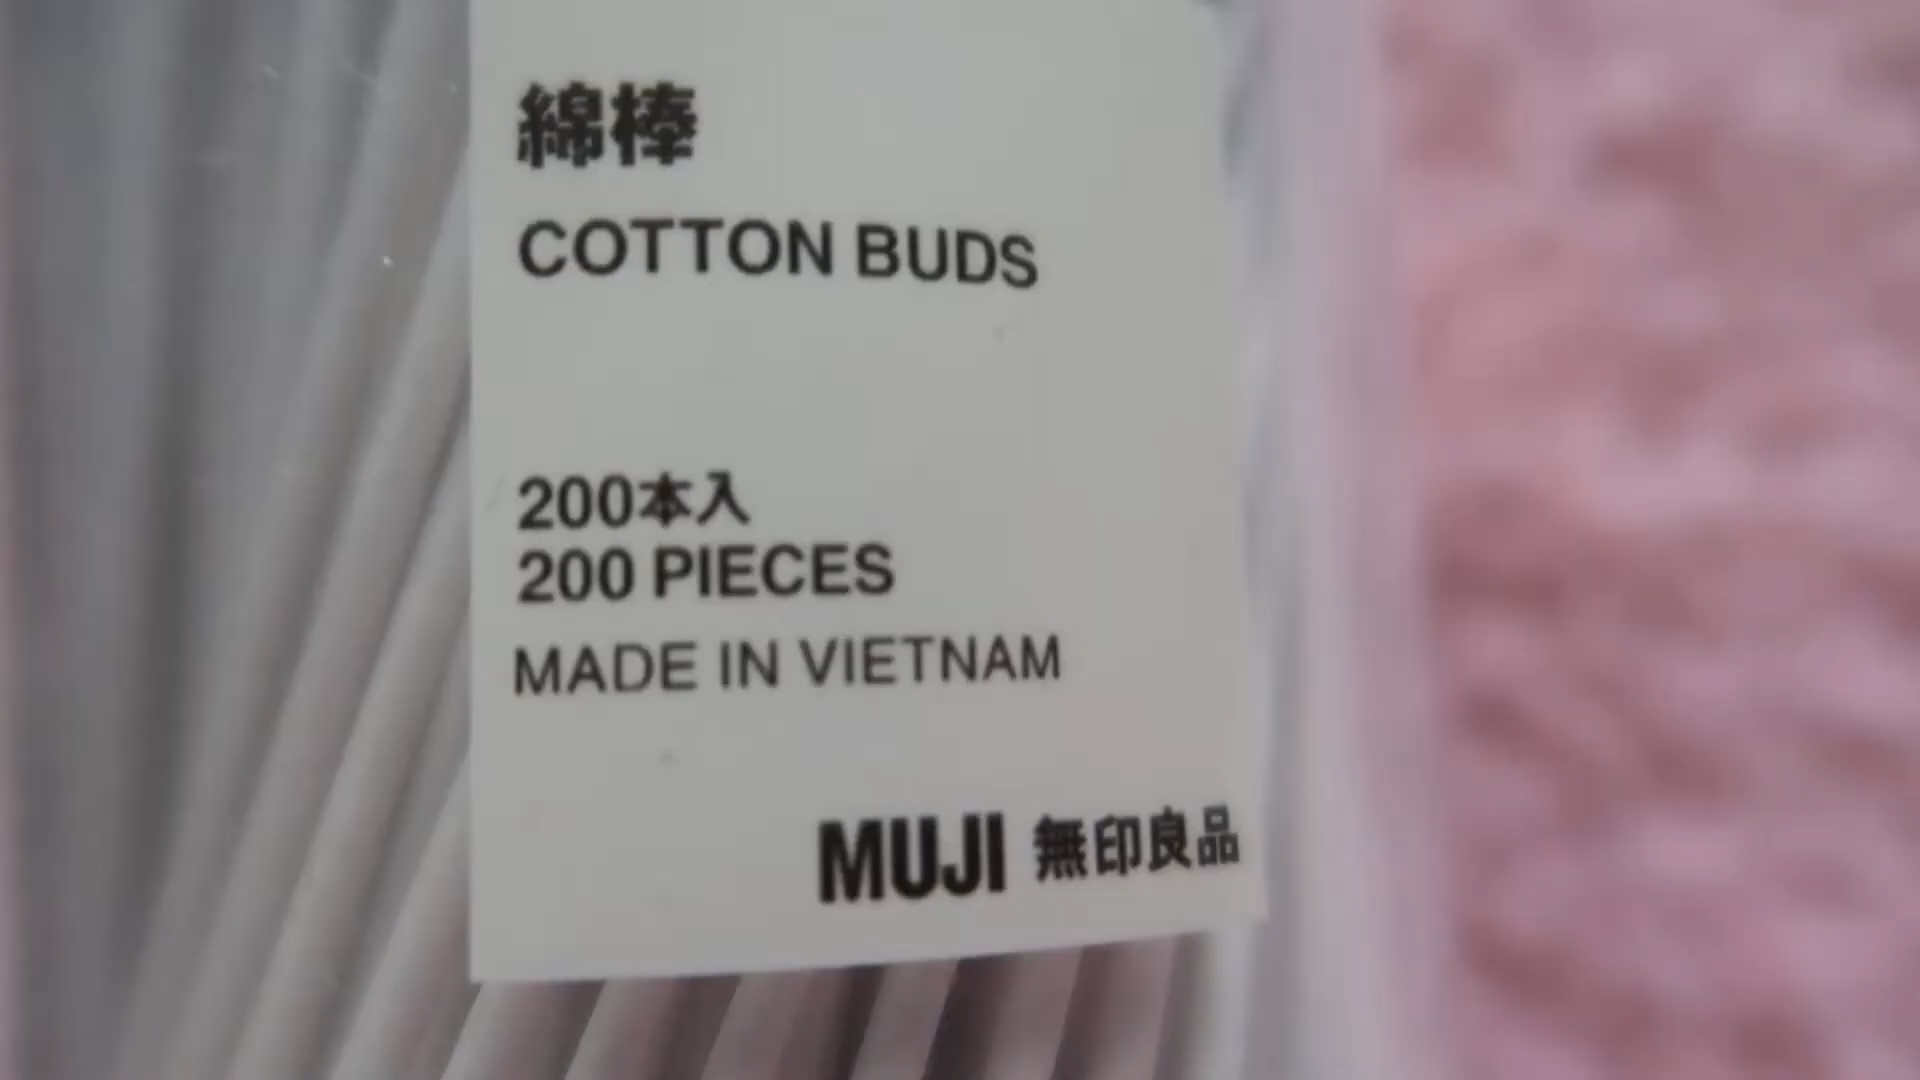 綿棒
COTTON BUDS
200本入
200 PIECES
MADE IN VIETNAM
MUJI 無印良品